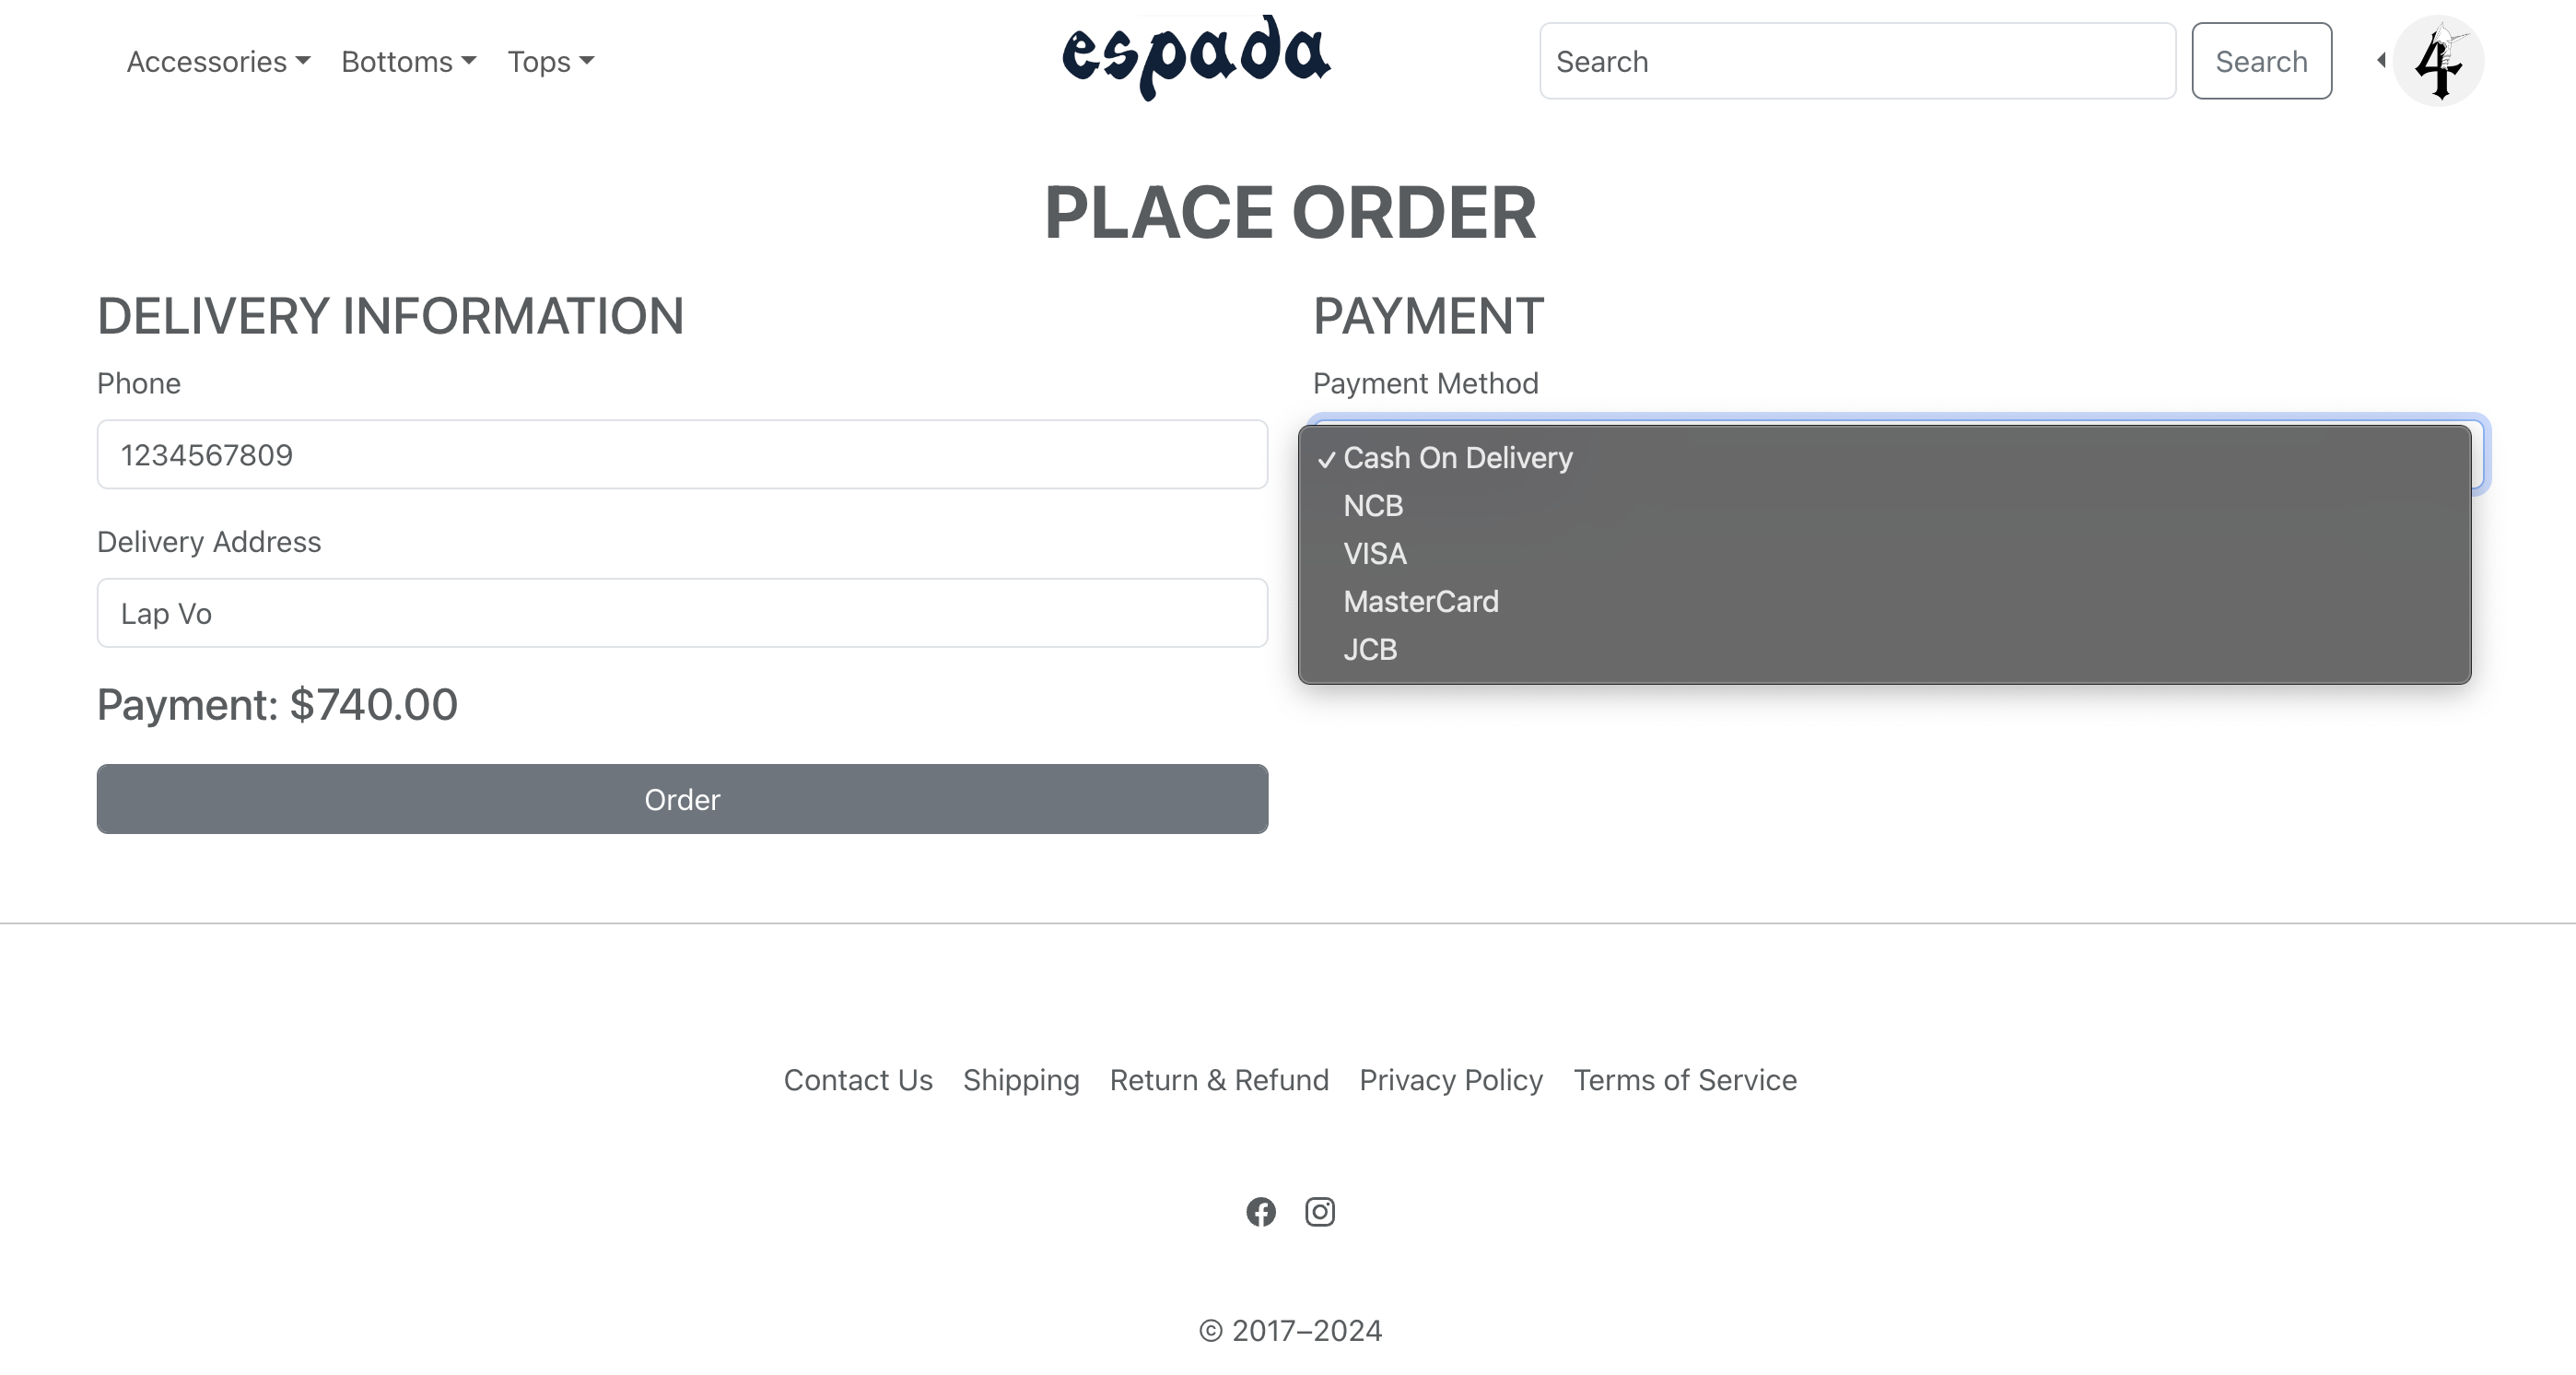 Accessories Bottoms Tops espada Search Search 4
PLACE ORDER
DELIVERY INFORMATION
Phone
1234567809
Delivery Address
Lap Vo
Payment: $740.00
Order
PAYMENT
Payment Method
✓ Cash On Delivery
NCB
VISA
MasterCard
JCB
Contact Us Shipping Return & Refund Privacy Policy Terms of Service
© 2017–2024